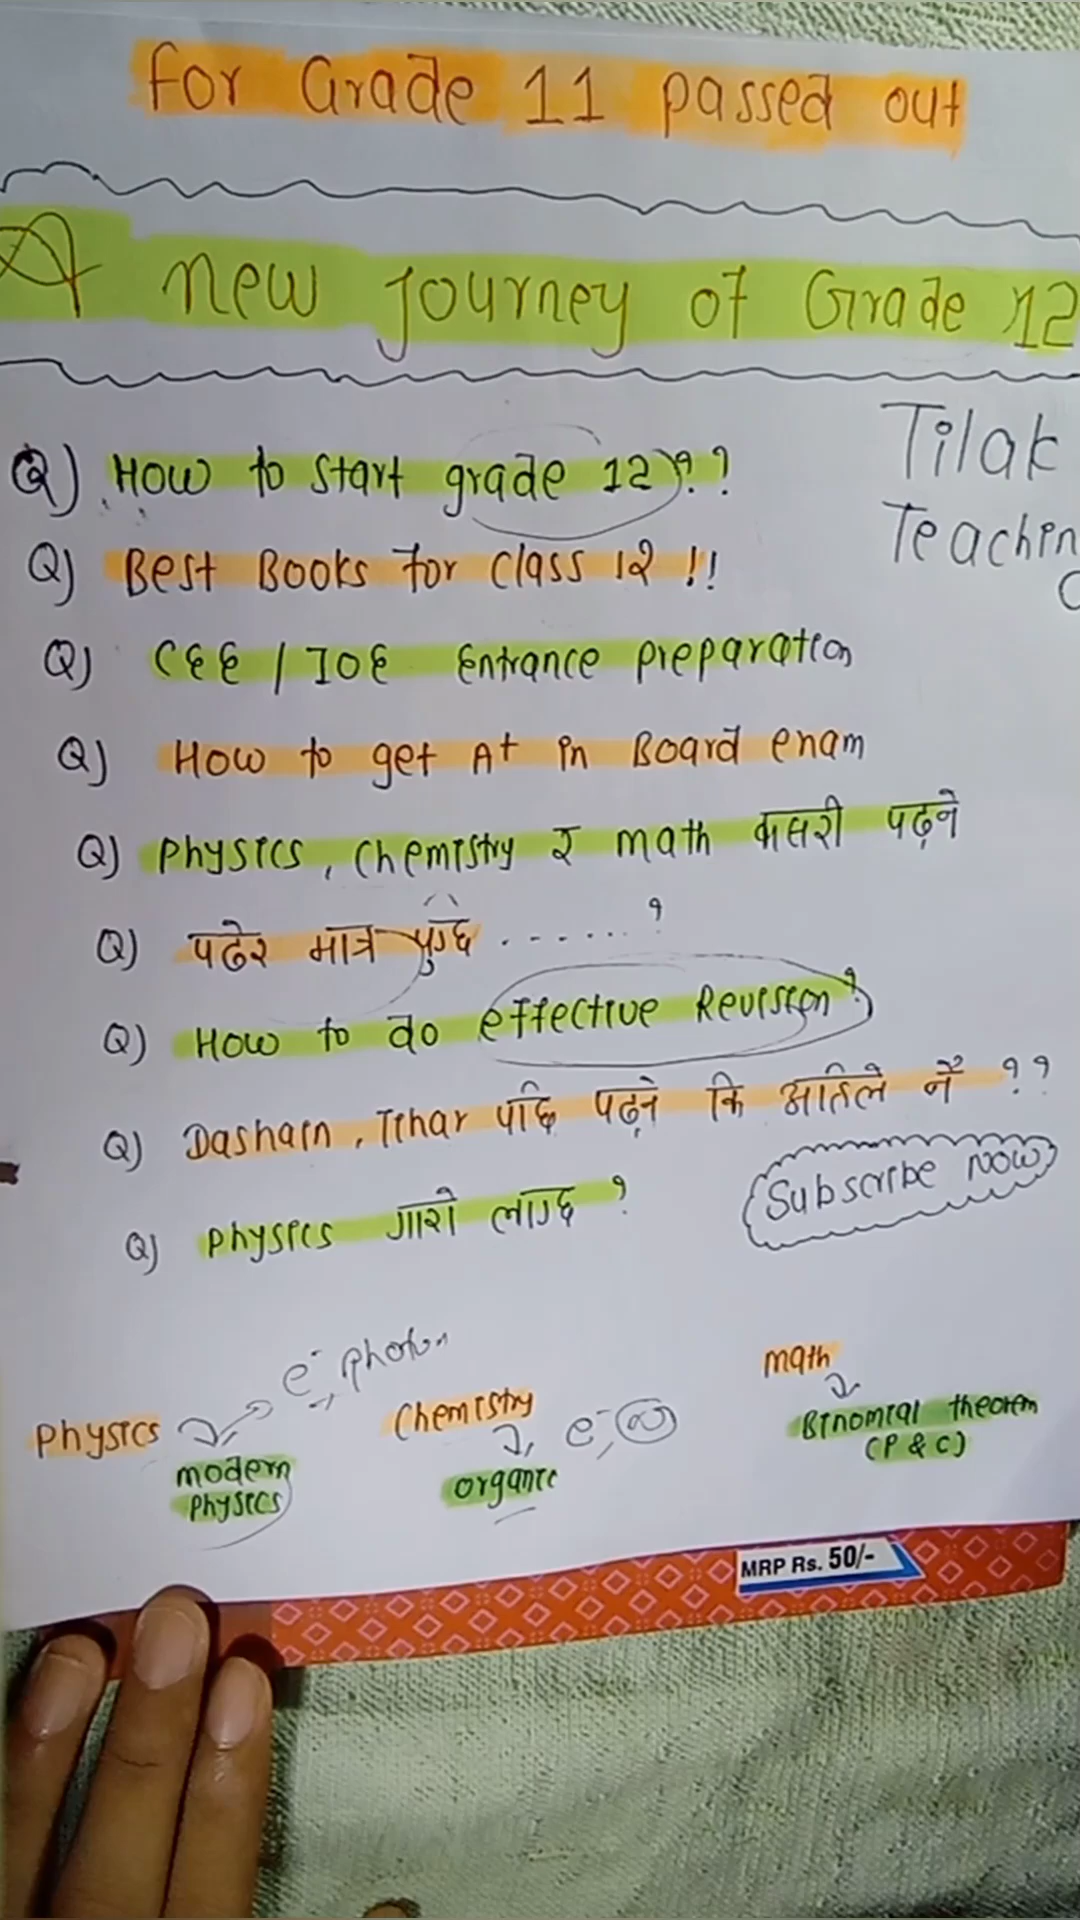 For Grade 11 passed out
A new journey of Grade 12
Tilak
Teachin
Q) How to start grade 12 ??
Q) Best Books for class 12 !!
Q) CEE / IOE Entrance preparation
Q) How to get A+ in Board enam
Q) Physics, Chemistry र math कसरी पढ्ने
Q) पढेर मात्र पुग्छ ....... ?
Q) How to do effective Revision ?
Q) Dashain, Tihar पछि पढ्ने कि अहिले नै ??
Q) Physics गारो लाग्छ ?
Subscribe Now
Physics
e⁻, photon
modern
Physics
Chemistry
e⁻,
organic
math
Binomial theorem
(P & C)
MRP Rs. 50/-